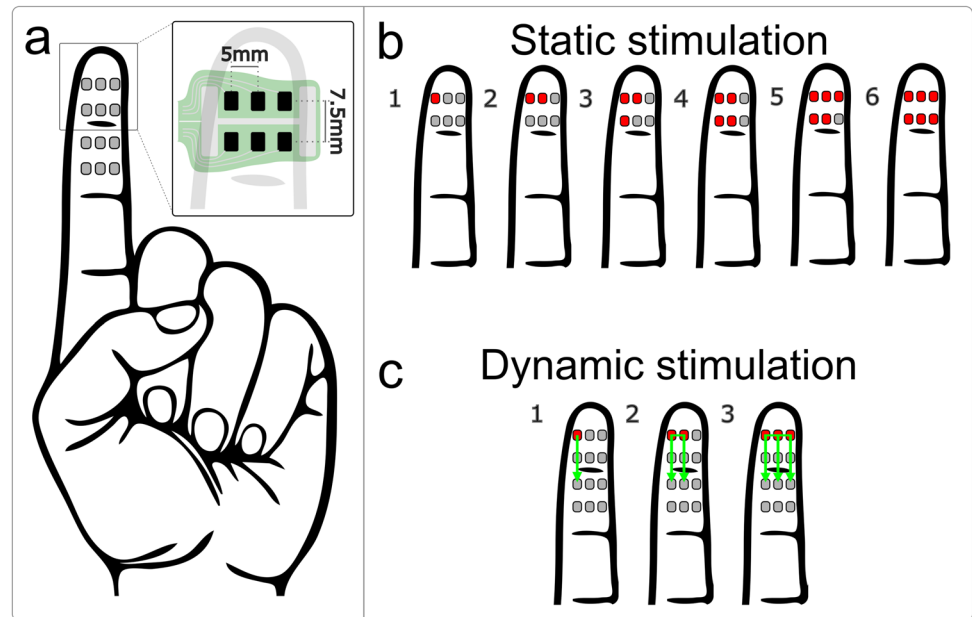 a
5mm
7.5mm
b
Static stimulation
1 2 3 4 5 6
c
Dynamic stimulation
1 2 3